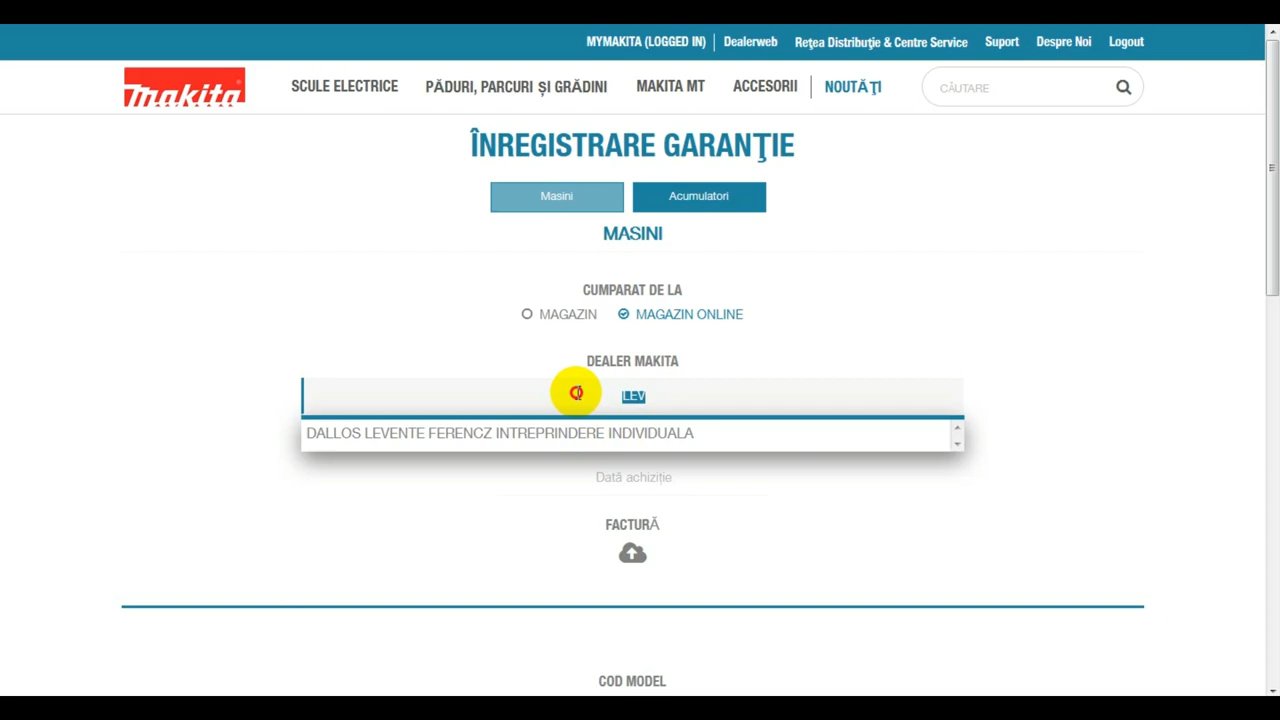 MYMAKITA (LOGGED IN) Dealerweb Reţea Distribuţie & Centre Service Suport Despre Noi Logout
makita SCULE ELECTRICE PĂDURI, PARCURI ȘI GRĂDINI MAKITA MT ACCESORII NOUTĂŢI CĂUTARE
ÎNREGISTRARE GARANŢIE
Masini Acumulatori
MASINI
CUMPARAT DE LA
MAGAZIN MAGAZIN ONLINE
DEALER MAKITA
LEV
DALLOS LEVENTE FERENCZ INTREPRINDERE INDIVIDUALA
Dată achiziție
FACTURĂ
COD MODEL